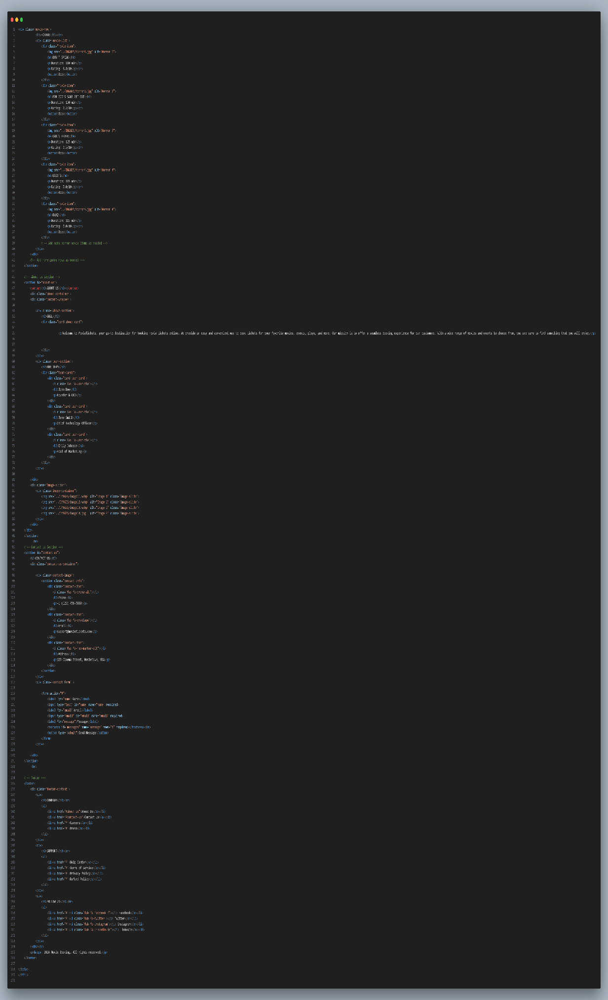 <div class="movie-row">
<h3>HORROR</h3><br>
<div class="movie-list">
<div class="movie-item">
<img src="../IMAGES/horror1.jpg" alt="Horror 1">
<h4>DON'T SPEAK</h4>
<p>Duration: 110 min</p>
<p>Rating: 6.8/10</p><br>
<button>Book</button>
</div>
<div class="movie-item">
<img src="../IMAGES/horror2.jpg" alt="Horror 2">
<h4>FOR GOD'S SAKE GET OUT</h4>
<p>Duration: 130 min</p>
<p>Rating: 7.2/10</p><br>
<button>Book</button>
</div>
<div class="movie-item">
<img src="../IMAGES/horror3.jpg" alt="Horror 3">
<h4>CABIN FEVER</h4>
<p>Duration: 125 min</p>
<p>Rating: 7.5/10</p><br>
<button>Book</button>
</div>
<div class="movie-item">
<img src="../IMAGES/horror4.jpg" alt="Horror 4">
<h4>EXISTS</h4>
<p>Duration: 115 min</p>
<p>Rating: 7.0/10</p><br>
<button>Book</button>
</div>
<div class="movie-item">
<img src="../IMAGES/horror5.jpg" alt="Horror 4">
<h4>RAAZ</h4>
<p>Duration: 115 min</p>
<p>Rating: 7.0/10</p><br>
<button>Book</button>
</div>
<!-- Add more horror movie items as needed -->
</div>
</div>
<!-- Add more genre rows as needed -->
</section>
<!-- About Us Section -->
<section id="about-us">
<center><h3>ABOUT US</h3></center>
<div class="about-container">
<div class="content-wrapper">
<div class="about-section">
<h2>GOAL</h2>
<div class="card about-card">
<p>Welcome to MovieTickets, your go-to destination for booking movie tickets online. We provide an easy and convenient way to book tickets for your favorite movies, events, plays, and more. Our mission is to offer a seamless booking experience for our customers. With a wide range of movies and events to choose from, you are sure to find something that you will enjoy.</p>
</div>
</div>
<div class="team-section">
<h2>OUR TEAM</h2>
<div class="team-cards">
<div class="card team-card">
<i class="fas fa-user-tie"></i>
<h3>John Doe</h3>
<p>Founder & CEO</p>
</div>
<div class="card team-card">
<i class="fas fa-user-tie"></i>
<h3>Jane Smith</h3>
<p>Chief Technology Officer</p>
</div>
<div class="card team-card">
<i class="fas fa-user-tie"></i>
<h3>Emily Johnson</h3>
<p>Head of Marketing</p>
</div>
</div>
</div>
</div>
<div class="image-slider">
<div class="image-container">
<img src="../IMAGES/image11.webp" alt="Image 1" class="image-slide">
<img src="../IMAGES/image12.webp" alt="Image 2" class="image-slide">
<img src="../IMAGES/image13.webp" alt="Image 3" class="image-slide">
<img src="../IMAGES/image14.jpg" alt="Image 4" class="image-slide">
</div>
</div>
</div>
</section>
<br>
<!-- Contact Us Section -->
<section id="contact-us">
<h3>CONTACT US</h3>
<div class="contact-us-container">
<div class="contact-image">
<section class="contact-info">
<div class="contact-item">
<i class="fas fa-phone-alt"></i>
<h2>Phone</h2>
<p>+1 (123) 456-7890</p>
</div>
<div class="contact-item">
<i class="fas fa-envelope"></i>
<h2>Email</h2>
<p>support@movietickets.com</p>
</div>
<div class="contact-item">
<i class="fas fa-map-marker-alt"></i>
<h2>Address</h2>
<p>123 Cinema Street, Movietown, USA</p>
</div>
</section>
</div>
<div class="contact-form">
<form action="#">
<label for="name">Name</label>
<input type="text" id="name" name="name" required>
<label for="email">Email</label>
<input type="email" id="email" name="email" required>
<label for="message">Message</label>
<textarea id="messages" name="message" rows="5" required></textarea><br>
<button type="submit">Send Message</button>
</form>
</div>
</div>
</section>
<br>
<!-- Footer -->
<footer>
<div class="footer-content">
<div>
<h3>COMPANY</h3><br>
<ul>
<li><a href="#about-us">About Us</a></li>
<li><a href="#contact-us">Contact Us</a></li>
<li><a href="#">Careers</a></li>
<li><a href="#">Press</a></li>
</ul>
</div>
<div>
<h3>SUPPORT</h3><br>
<ul>
<li><a href="#">Help Center</a></li>
<li><a href="#">Terms of Service</a></li>
<li><a href="#">Privacy Policy</a></li>
<li><a href="#">Refund Policy</a></li>
</ul>
</div>
<div>
<h3>FOLLOW US</h3><br>
<ul>
<li><a href="#"><i class="fab fa-facebook-f"></i> Facebook</a></li>
<li><a href="#"><i class="fab fa-twitter"></i> Twitter</a></li>
<li><a href="#"><i class="fab fa-instagram"></i> Instagram</a></li>
<li><a href="#"><i class="fab fa-linkedin-in"></i> LinkedIn</a></li>
</ul>
</div>
</div><br>
<p>&copy; 2024 Movie Booking. All rights reserved.</p>
</footer>
</body>
</html>